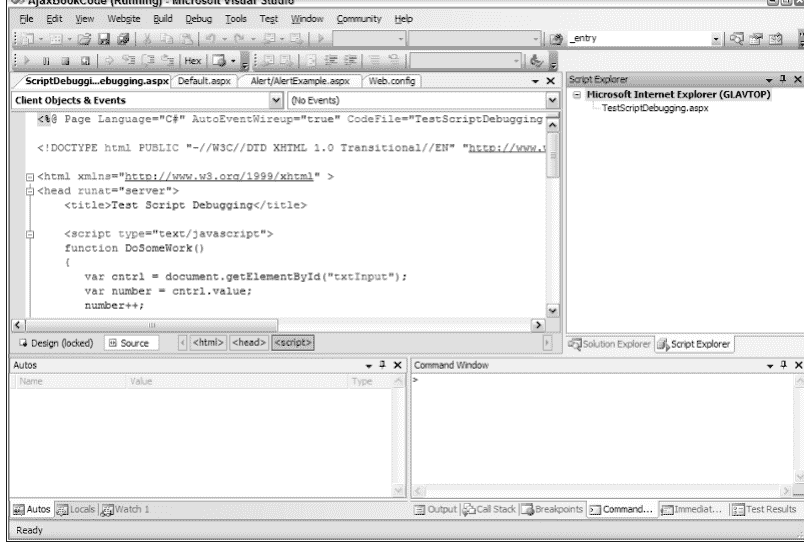 AjaxBookCode (Running) - Microsoft Visual Studio
File Edit View Website Build Debug Tools Test Window Community Help
_entry
Hex
ScriptDebuggi...ebugging.aspx Default.aspx Alert/AlertExample.aspx Web.config
Client Objects & Events (No Events)
<%@ Page Language="C#" AutoEventWireup="true" CodeFile="TestScriptDebugging
<!DOCTYPE html PUBLIC "-//W3C//DTD XHTML 1.0 Transitional//EN" "http://www.
<html xmlns="http://www.w3.org/1999/xhtml" >
<head runat="server">
<title>Test Script Debugging</title>
<script type="text/javascript">
function DoSomeWork()
{
var cntrl = document.getElementById("txtInput");
var number = cntrl.value;
number++;
Design (locked) Source <html> <head> <script>
Script Explorer
Microsoft Internet Explorer (GLAVTOP)
TestScriptDebugging.aspx
Solution Explorer Script Explorer
Autos
Name Value Type
Autos Locals Watch 1
Command Window
>
Output Call Stack Breakpoints Command... Immediat... Test Results
Ready